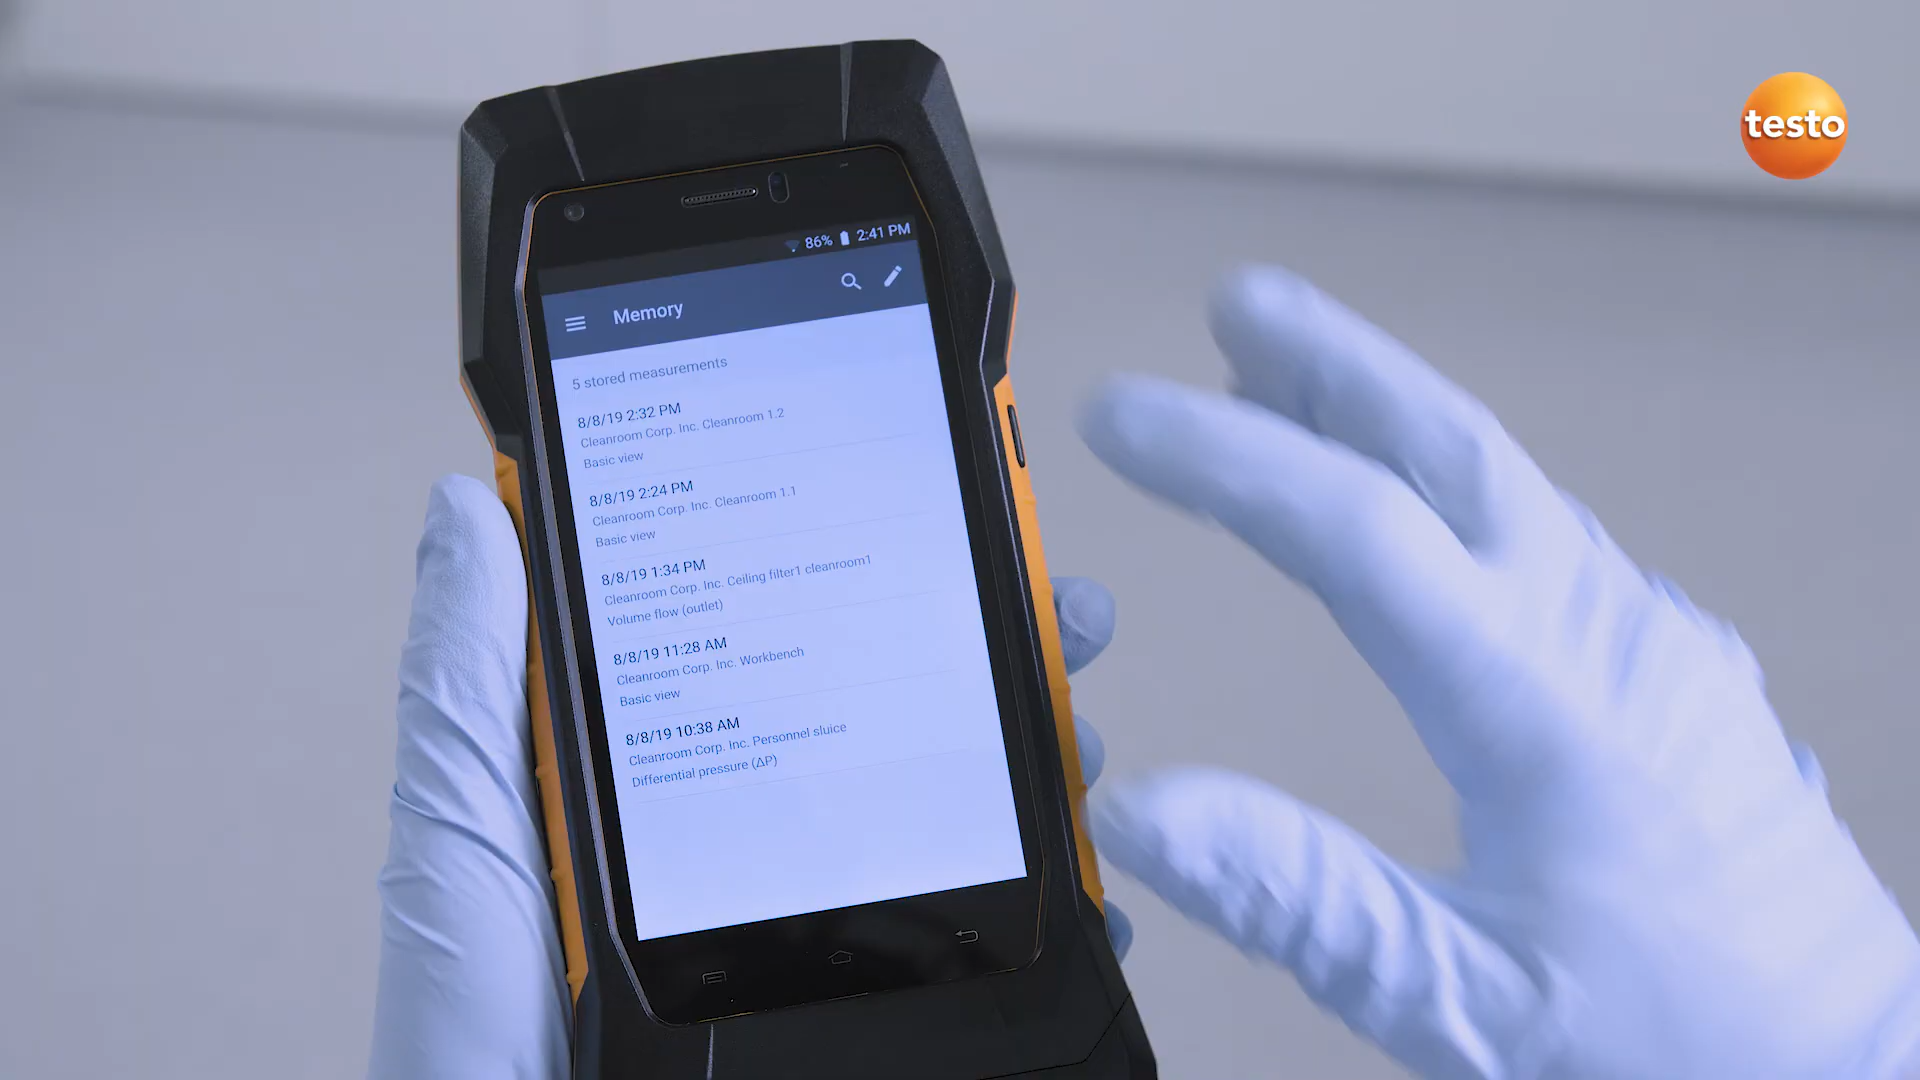 testo
86% 2:41 PM
Memory
5 stored measurements
8/8/19 2:32 PM
Cleanroom Corp. Inc. Cleanroom 1.2
Basic view
8/8/19 2:24 PM
Cleanroom Corp. Inc. Cleanroom 1.1
Basic view
8/8/19 1:34 PM
Cleanroom Corp. Inc. Ceiling filter1 cleanroom1
Volume flow (outlet)
8/8/19 11:28 AM
Cleanroom Corp. Inc. Workbench
Basic view
8/8/19 10:38 AM
Cleanroom Corp. Inc. Personnel sluice
Differential pressure (ΔP)